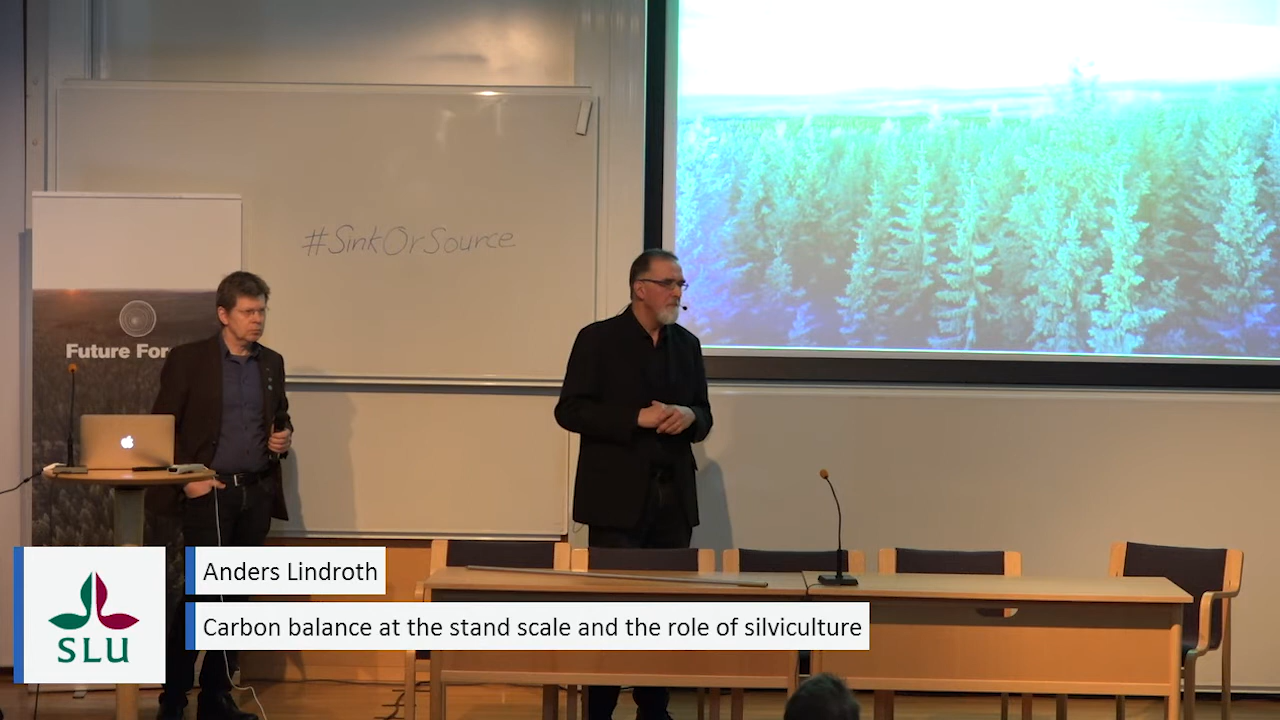 #SinkOrSource
Future For
Anders Lindroth
Carbon balance at the stand scale and the role of silviculture
SLU